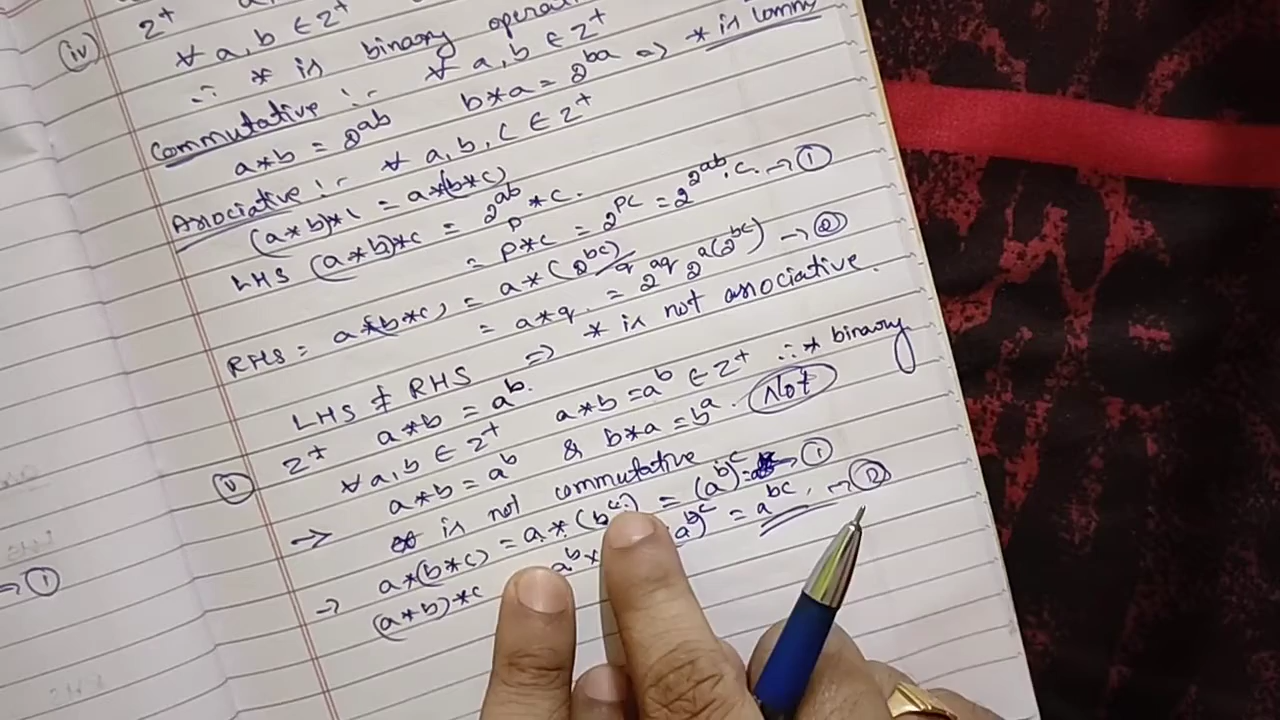 Z⁺
(iv) ∀ a, b ∈ Z⁺
∴ * is binary
Commutative :- ∀ a, b ∈ Z⁺
a*b = 2^{ab} b*a = 2^{ba} ⇒ * is comm
Associative :- ∀ a, b, c ∈ Z⁺
(a*b)*c = a*(b*c)
LHS (a*b)*c = 2^{ab} * c.
P
= P*c = 2^{Pc} = 2^{2^{ab}.c.} → ①
RHS = a*(b*c) = a*(2^{bc}) q
= a*q. = 2^{aq} 2^{a(2^{bc})} → ②
LHS ≠ RHS ⇒ * is not associative.
(v) Z⁺ a*b = a^b.
∀ a, b ∈ Z⁺ a*b = a^b ∈ Z⁺ ∴ * binary
→ a*b = a^b & b*a = b^a. Not
is not commutative
→ a*(b*c) = a*(b^c) = (a^b)^c = → ①
(a*b)*c a^b * = a^{bc}. → ②
→ ①